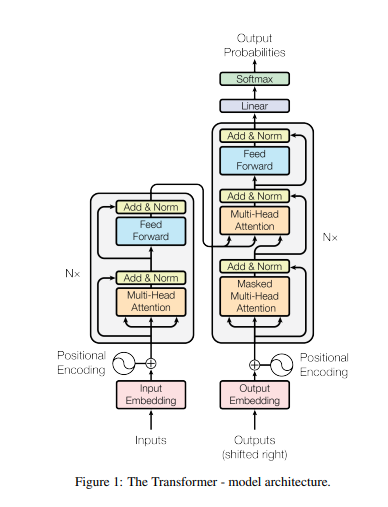 Output
Probabilities
Softmax
Linear
Add & Norm
Feed
Forward
Add & Norm
Multi-Head
Attention
Add & Norm
Masked
Multi-Head
Attention
Nx
Add & Norm
Feed
Forward
Add & Norm
Multi-Head
Attention
Nx
Positional
Encoding
Positional
Encoding
Input
Embedding
Output
Embedding
Inputs
Outputs
(shifted right)
Figure 1: The Transformer - model architecture.